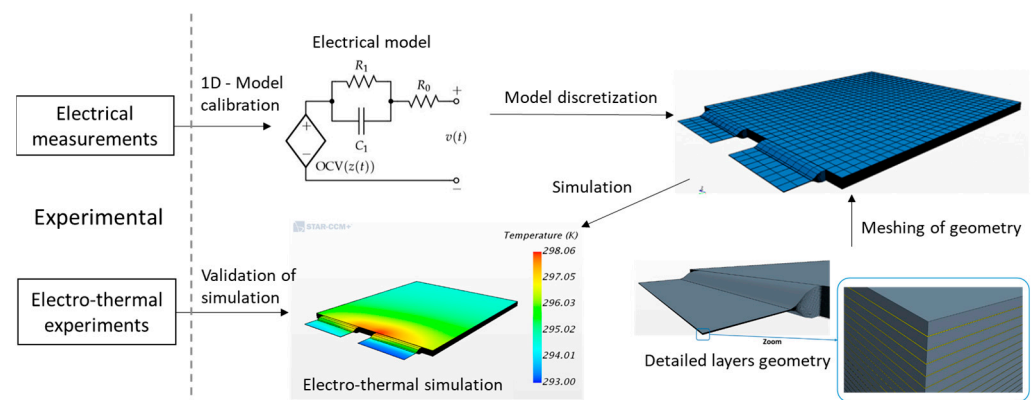 Electrical
measurements
Experimental
Electro-thermal
experiments
1D - Model
calibration
Validation of
simulation
Electrical model
R1
R0
+
+
−
C1
v(t)
OCV(z(t))
−
Model discretization
Simulation
Meshing of geometry
STAR-CCM+
Temperature (K)
298.06
297.05
296.03
295.02
294.01
293.00
Electro-thermal simulation
Zoom
Detailed layers geometry